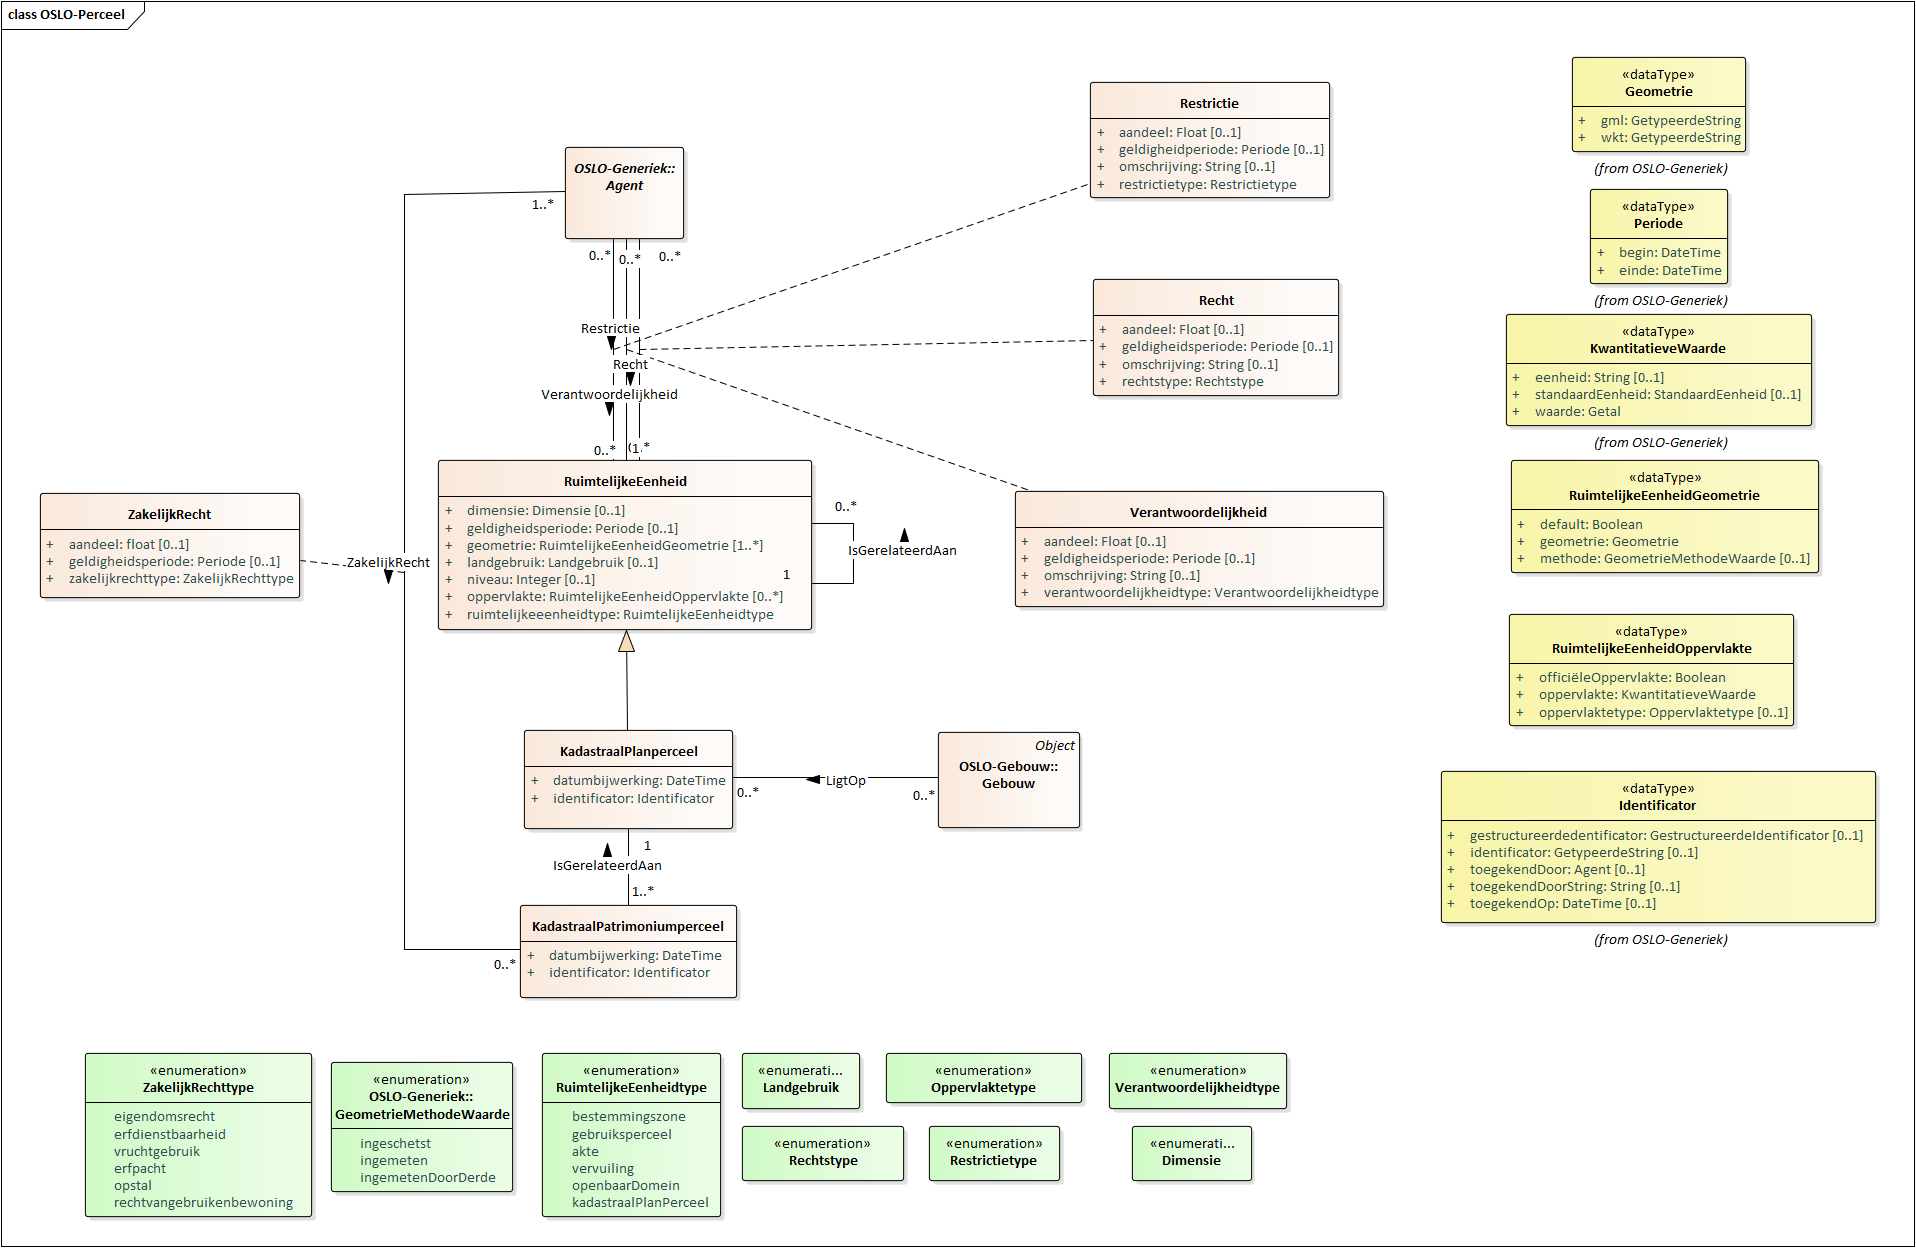 class OSLO-Perceel
OSLO-Generiek::
Agent
1..*
0..*
0..*
0..*
Restrictie
Recht
Verantwoordelijkheid
0..*
1..*
Restrictie
+ aandeel: Float [0..1]
+ geldigheidperiode: Periode [0..1]
+ omschrijving: String [0..1]
+ restrictietype: Restrictietype
Recht
+ aandeel: Float [0..1]
+ geldigheidsperiode: Periode [0..1]
+ omschrijving: String [0..1]
+ rechtstype: Rechtstype
Verantwoordelijkheid
+ aandeel: Float [0..1]
+ geldigheidsperiode: Periode [0..1]
+ omschrijving: String [0..1]
+ verantwoordelijkheidtype: Verantwoordelijkheidtype
ZakelijkRecht
+ aandeel: float [0..1]
+ geldigheidsperiode: Periode [0..1]
+ zakelijkrechttype: ZakelijkRechttype
ZakelijkRecht
RuimtelijkeEenheid
+ dimensie: Dimensie [0..1]
+ geldigheidsperiode: Periode [0..1]
+ geometrie: RuimtelijkeEenheidGeometrie [1..*]
+ landgebruik: Landgebruik [0..1]
+ niveau: Integer [0..1]
+ oppervlakte: RuimtelijkeEenheidOppervlakte [0..*]
+ ruimtelijkeeenheidtype: RuimtelijkeEenheidtype
0..*
IsGerelateerdAan
1
KadastraalPlanperceel
+ datumbijwerking: DateTime
+ identificator: Identificator
0..*
LigtOp
0..*
Object
OSLO-Gebouw::
Gebouw
1
IsGerelateerdAan
1..*
KadastraalPatrimoniumperceel
+ datumbijwerking: DateTime
+ identificator: Identificator
0..*
«dataType»
Geometrie
+ gml: GetypeerdeString
+ wkt: GetypeerdeString
(from OSLO-Generiek)
«dataType»
Periode
+ begin: DateTime
+ einde: DateTime
(from OSLO-Generiek)
«dataType»
KwantitatieveWaarde
+ eenheid: String [0..1]
+ standaardEenheid: StandaardEenheid [0..1]
+ waarde: Getal
(from OSLO-Generiek)
«dataType»
RuimtelijkeEenheidGeometrie
+ default: Boolean
+ geometrie: Geometrie
+ methode: GeometrieMethodeWaarde [0..1]
«dataType»
RuimtelijkeEenheidOppervlakte
+ officiëleOppervlakte: Boolean
+ oppervlakte: KwantitatieveWaarde
+ oppervlaktetype: Oppervlaktetype [0..1]
«dataType»
Identificator
+ gestructureerdedentificator: GestructureerdeIdentificator [0..1]
+ identificator: GetypeerdeString [0..1]
+ toegekendDoor: Agent [0..1]
+ toegekendDoorString: String [0..1]
+ toegekendOp: DateTime [0..1]
(from OSLO-Generiek)
«enumeration»
ZakelijkRechttype
eigendomsrecht
erfdienstbaarheid
vruchtgebruik
erfpacht
opstal
rechtvangebruikenbewoning
«enumeration»
OSLO-Generiek::
GeometrieMethodeWaarde
ingeschetst
ingemeten
ingemetenDoorDerde
«enumeration»
RuimtelijkeEenheidtype
bestemmingszone
gebruiksperceel
akte
vervuiling
openbaarDomein
kadastraalPlanPerceel
«enumerati...
Landgebruik
«enumeration»
Oppervlaktetype
«enumeration»
Verantwoordelijkheidtype
«enumeration»
Rechtstype
«enumeration»
Restrictietype
«enumerati...
Dimensie